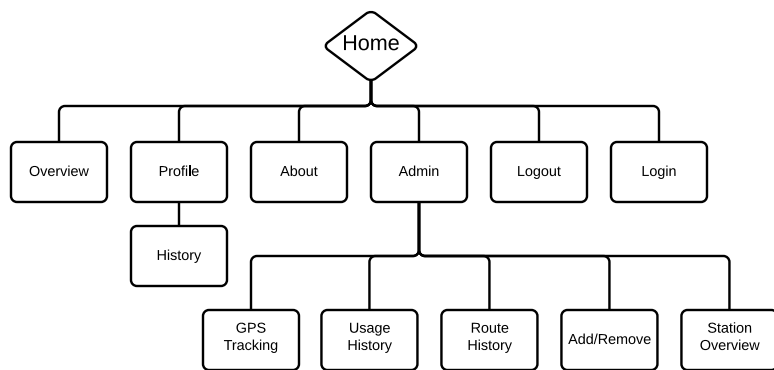 Home
Overview
Profile
About
Admin
Logout
Login
History
GPS
Tracking
Usage
History
Route
History
Add/Remove
Station
Overview